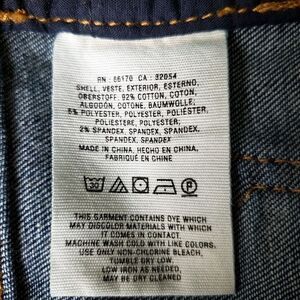 RN : 66170 CA : 32054
SHELL, VESTE, EXTERIOR, ESTERNO,
OBERSTOFF: 92% COTTON, COTON,
ALGODÓN, COTONE, BAUMWOLLE;
6% POLYESTER, POLYESTER, POLIÉSTER,
POLIESTERE, POLYESTER;
2% SPANDEX, SPANDEX, SPANDEX,
SPANDEX, SPANDEX
MADE IN CHINA, HECHO EN CHINA,
FABRIQUÉ EN CHINE
30
THIS GARMENT CONTAINS DYE WHICH
MAY DISCOLOR MATERIALS WITH WHICH
IT COMES IN CONTACT.
MACHINE WASH COLD WITH LIKE COLORS.
USE ONLY NON-CHLORINE BLEACH,
TUMBLE DRY LOW,
LOW IRON AS NEEDED,
MAY BE DRY CLEANED